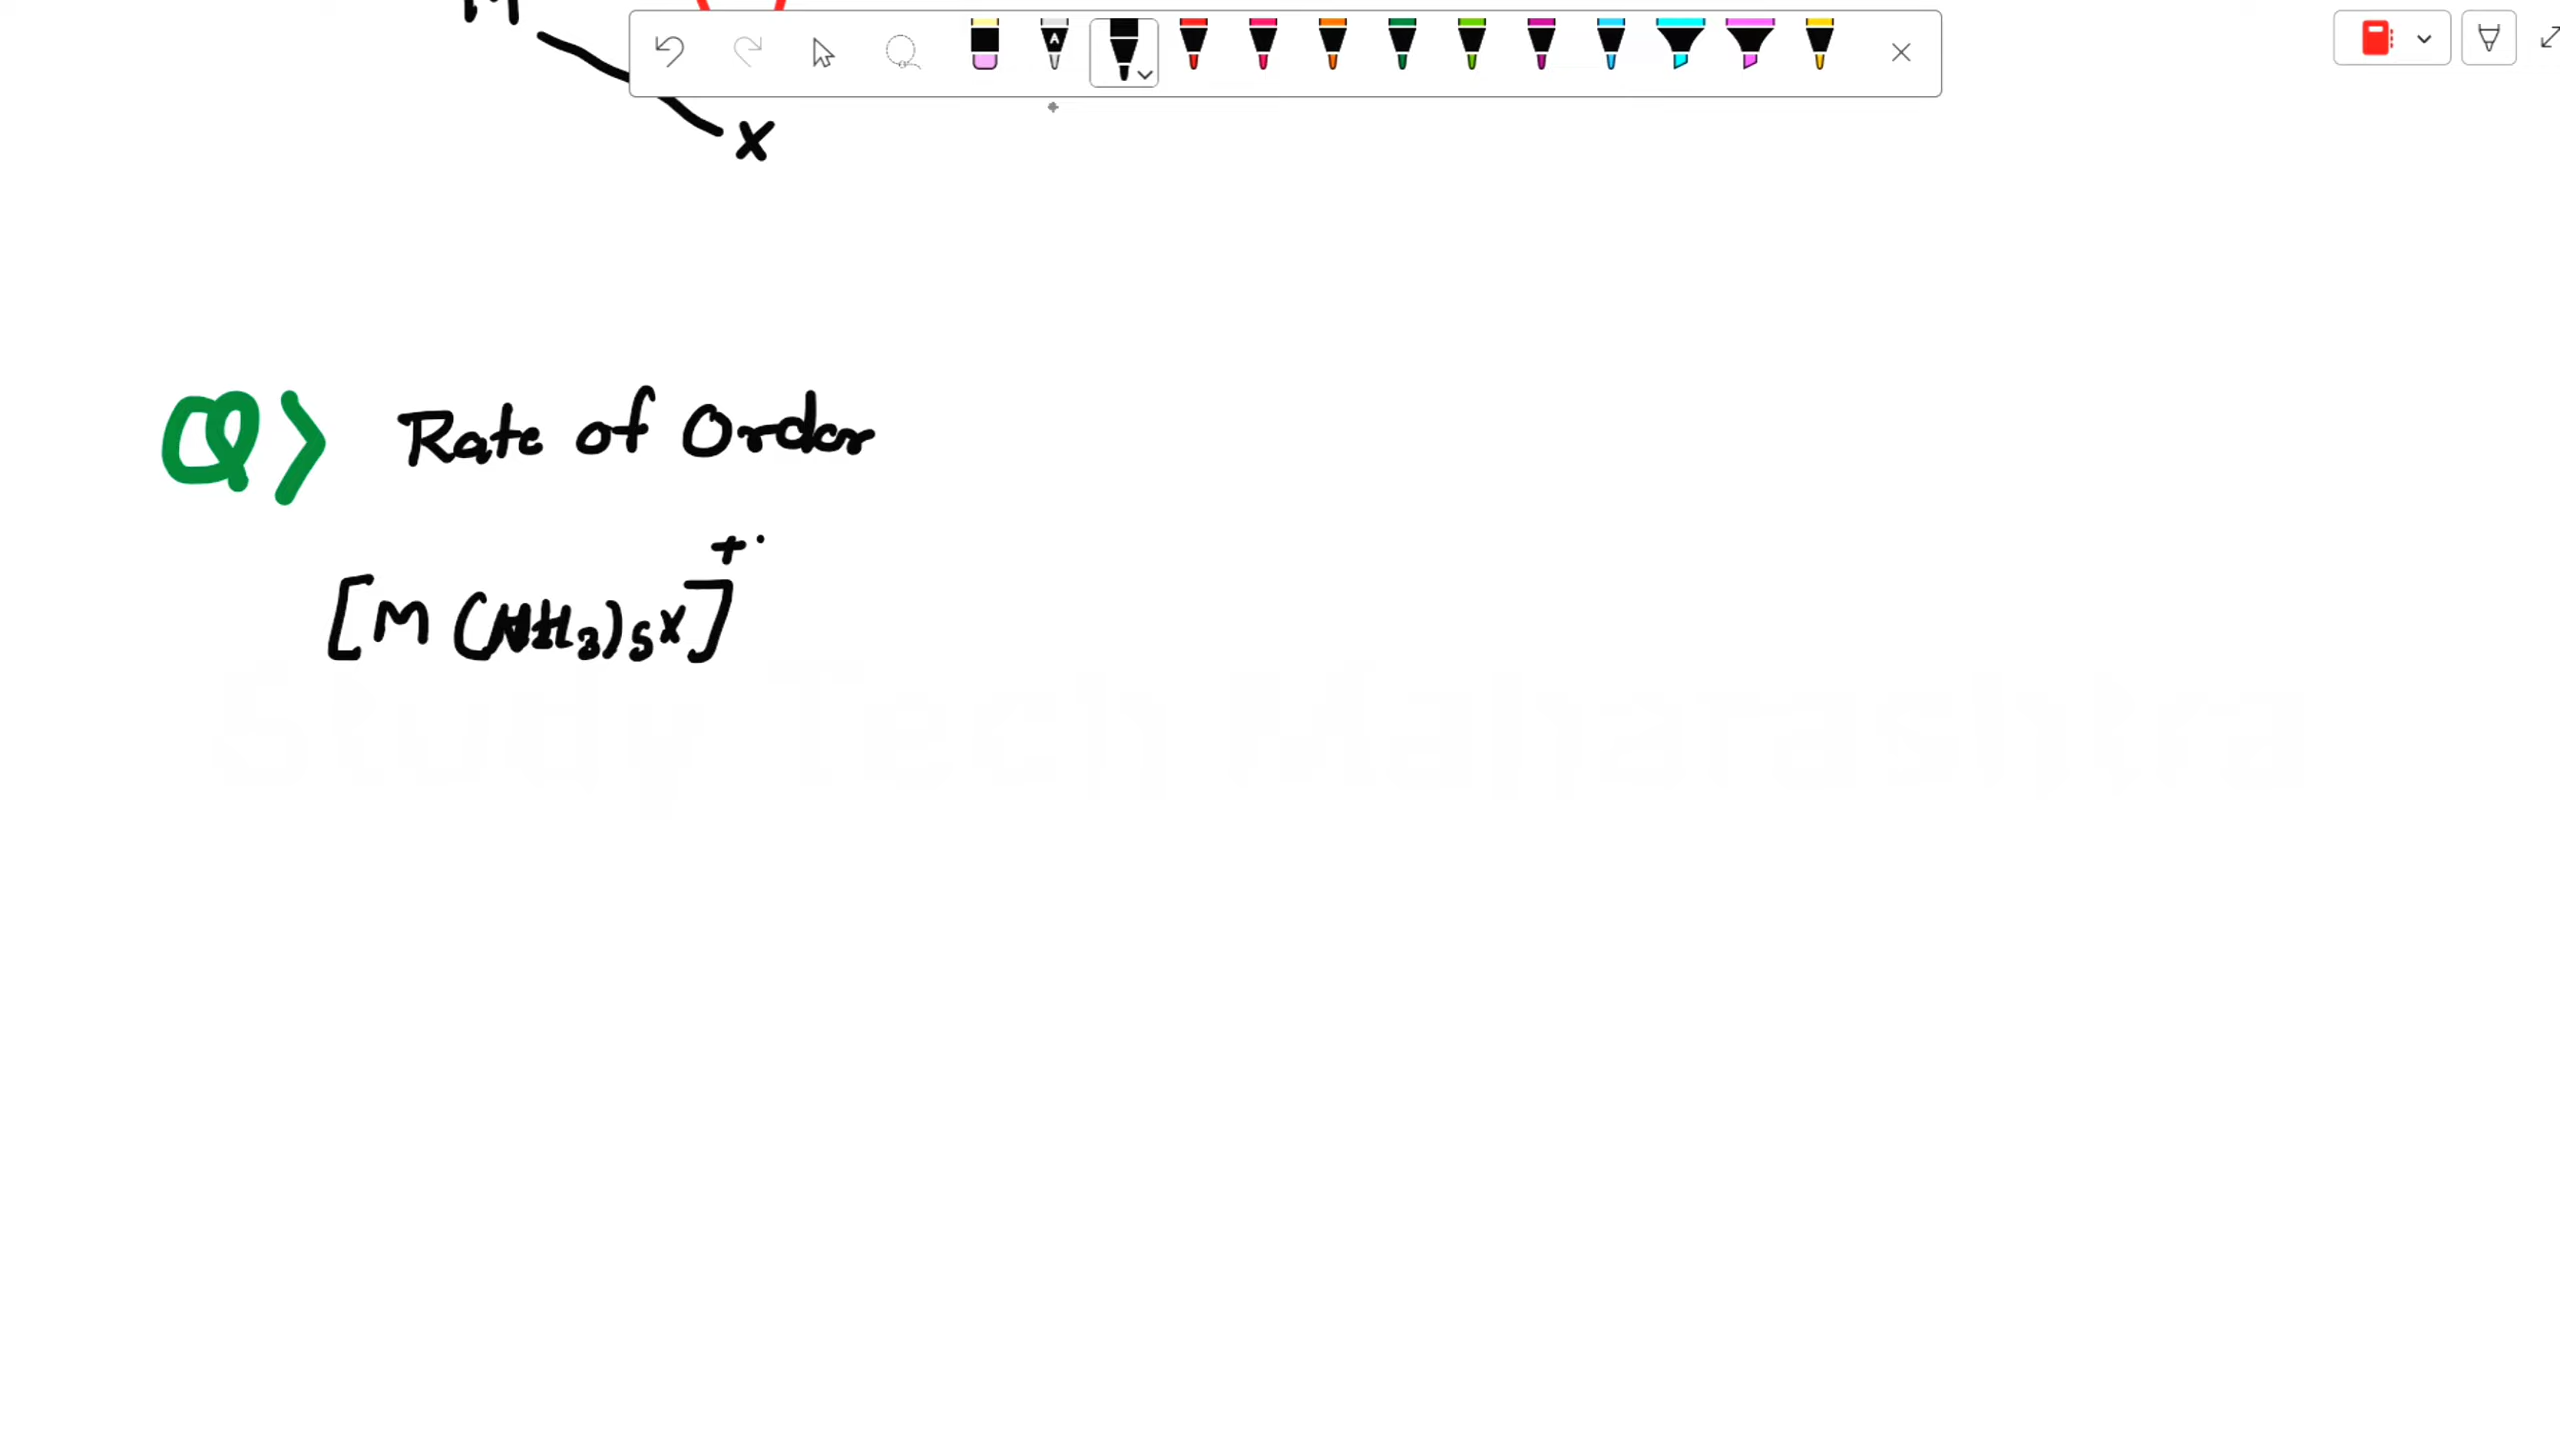 M
X
Q> Rate of Order
+
[M (NH3)5X]